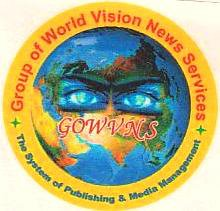 Group of World Vision News Services
GOWVNS
The System of Publishing & Media Management